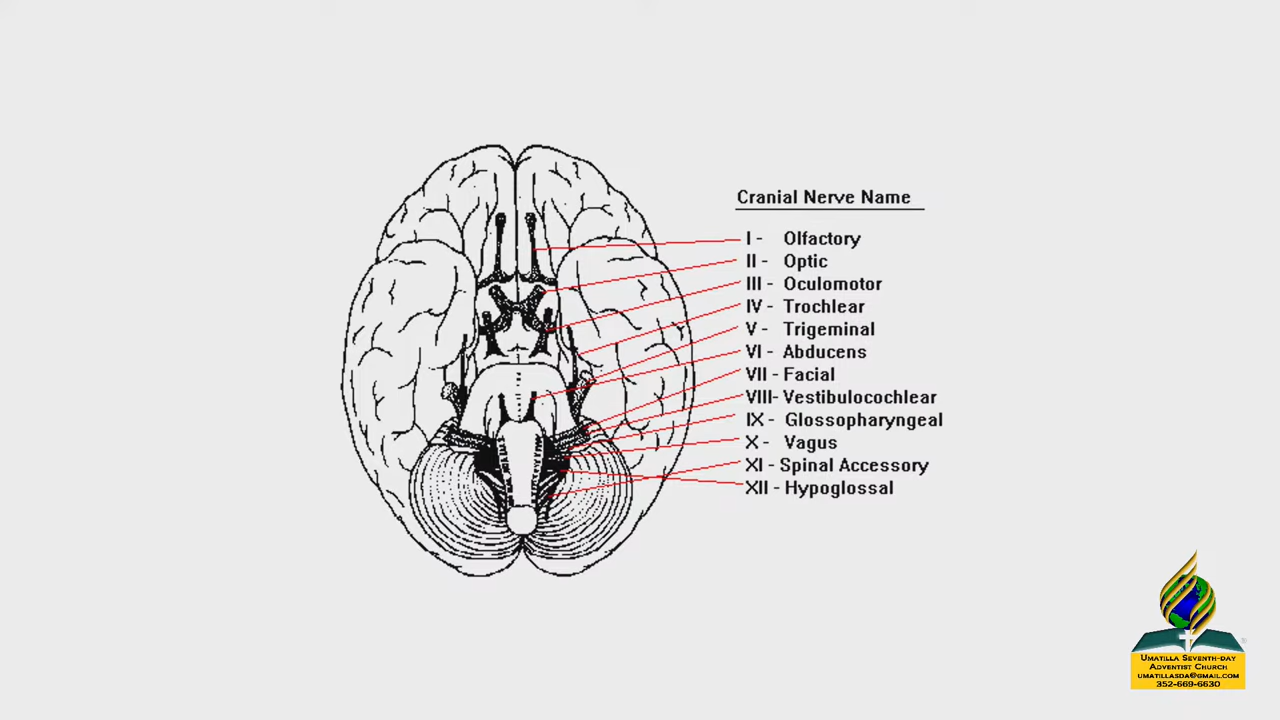 Cranial Nerve Name
I - Olfactory
II - Optic
III - Oculomotor
IV - Trochlear
V - Trigeminal
VI - Abducens
VII - Facial
VIII- Vestibulocochlear
IX - Glossopharyngeal
X - Vagus
XI - Spinal Accessory
XII - Hypoglossal
UMATILLA SEVENTH-DAY
ADVENTIST CHURCH
UMATILLASDA@GMAIL.COM
352-669-6630